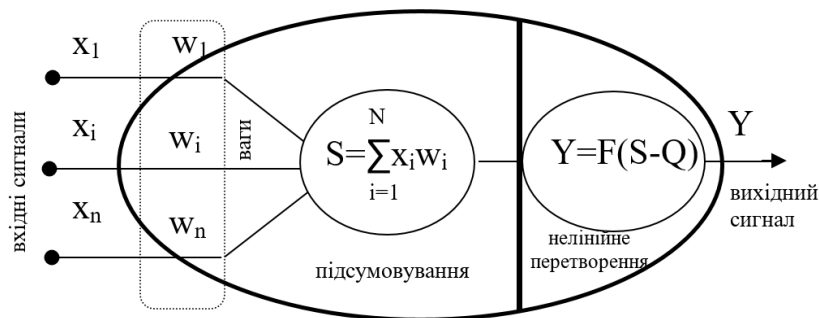 вхідні сигнали
x1
xi
xn
w1
wi
wn
ваги
N
S=∑xiwi
i=1
підсумовування
Y=F(S-Q)
нелінійне
перетворення
Y
вихідний
сигнал